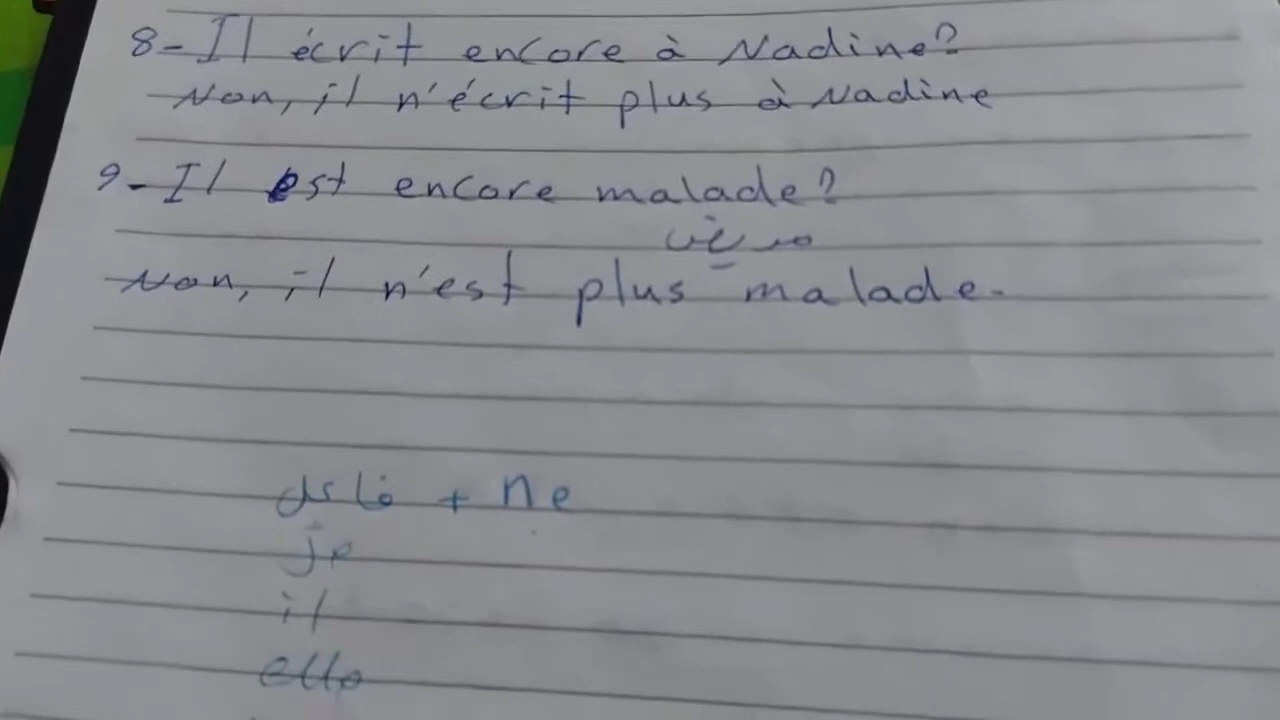 8- Il écrit encore à Nadine?
Non, il n'écrit plus à Nadine
9- Il est encore malade?
مريض
Non, il n'est plus malade.
فاعل + ne
je
il
elle